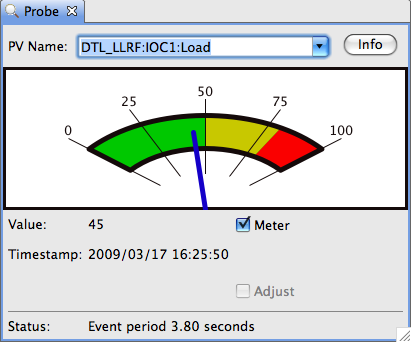 Probe
PV Name: DTL_LLRF:IOC1:Load Info
0 25 50 75 100
Value: 45 Meter
Timestamp: 2009/03/17 16:25:50
Adjust
Status: Event period 3.80 seconds